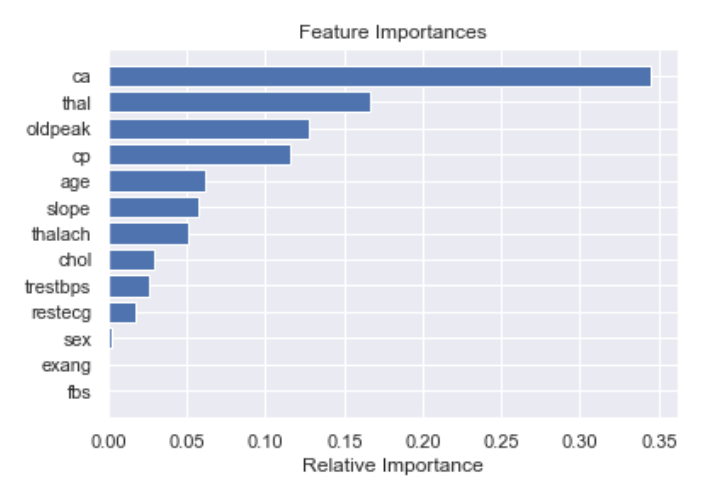 Feature Importances
ca
thal
oldpeak
cp
age
slope
thalach
chol
trestbps
restecg
sex
exang
fbs
0.00 0.05 0.10 0.15 0.20 0.25 0.30 0.35
Relative Importance